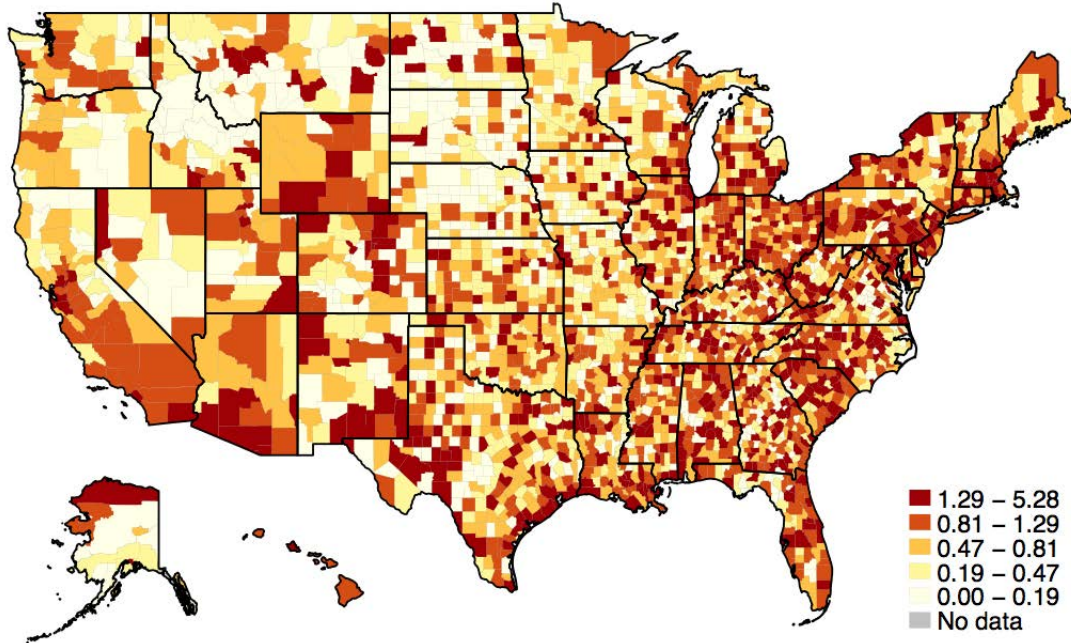 1.29 – 5.28
0.81 – 1.29
0.47 – 0.81
0.19 – 0.47
0.00 – 0.19
No data